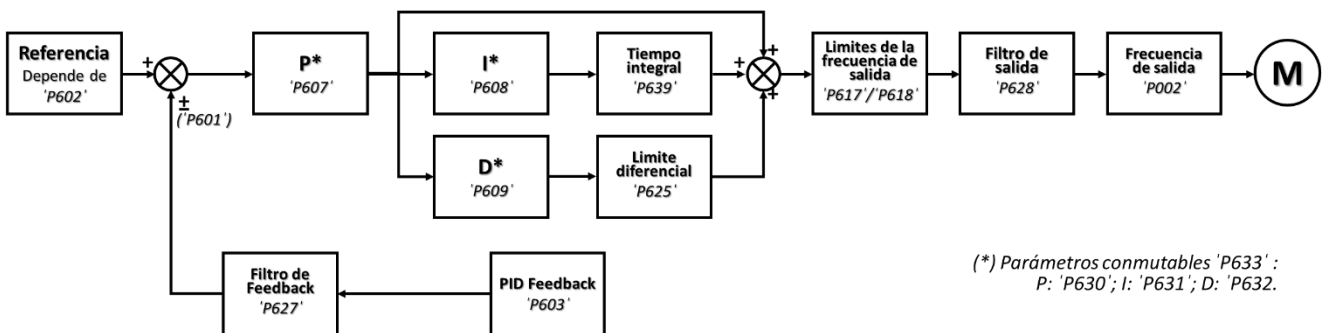 Referencia
Depende de
'P602'
+
±
('P601')
P*
'P607'
I*
'P608'
Tiempo
integral
'P639'
+
+
+
Limites de la
frecuencia de
salida
'P617'/'P618'
Filtro de
salida
'P628'
Frecuencia
de salida
'P002'
M
D*
'P609'
Limite
diferencial
'P625'
Filtro de
Feedback
'P627'
PID Feedback
'P603'
(*) Parámetros conmutables 'P633' :
P: 'P630'; I: 'P631'; D: 'P632.